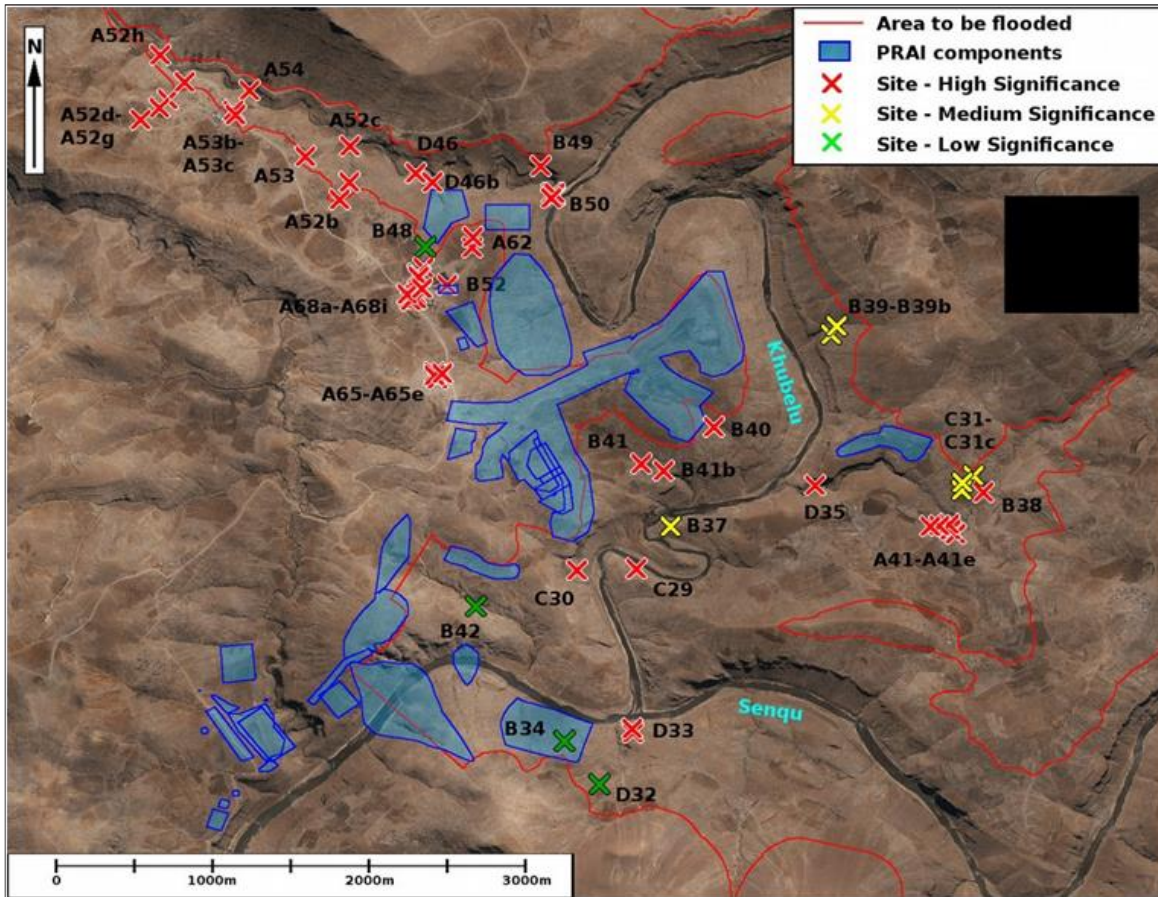 N
Area to be flooded
PRAI components
Site - High Significance
Site - Medium Significance
Site - Low Significance
A52h
A54
A52d-
A52g
A53b-
A53c
A52c
A53
D46
B49
D46b
A52b
B50
B48
A62
B52
A68a-A68i
B39-B39b
Khubelu
A65-A65e
B40
C31-
C31c
B41
B41b
D35
B38
B37
A41-A41e
C30
C29
B42
Senqu
B34
D33
D32
0 1000m 2000m 3000m